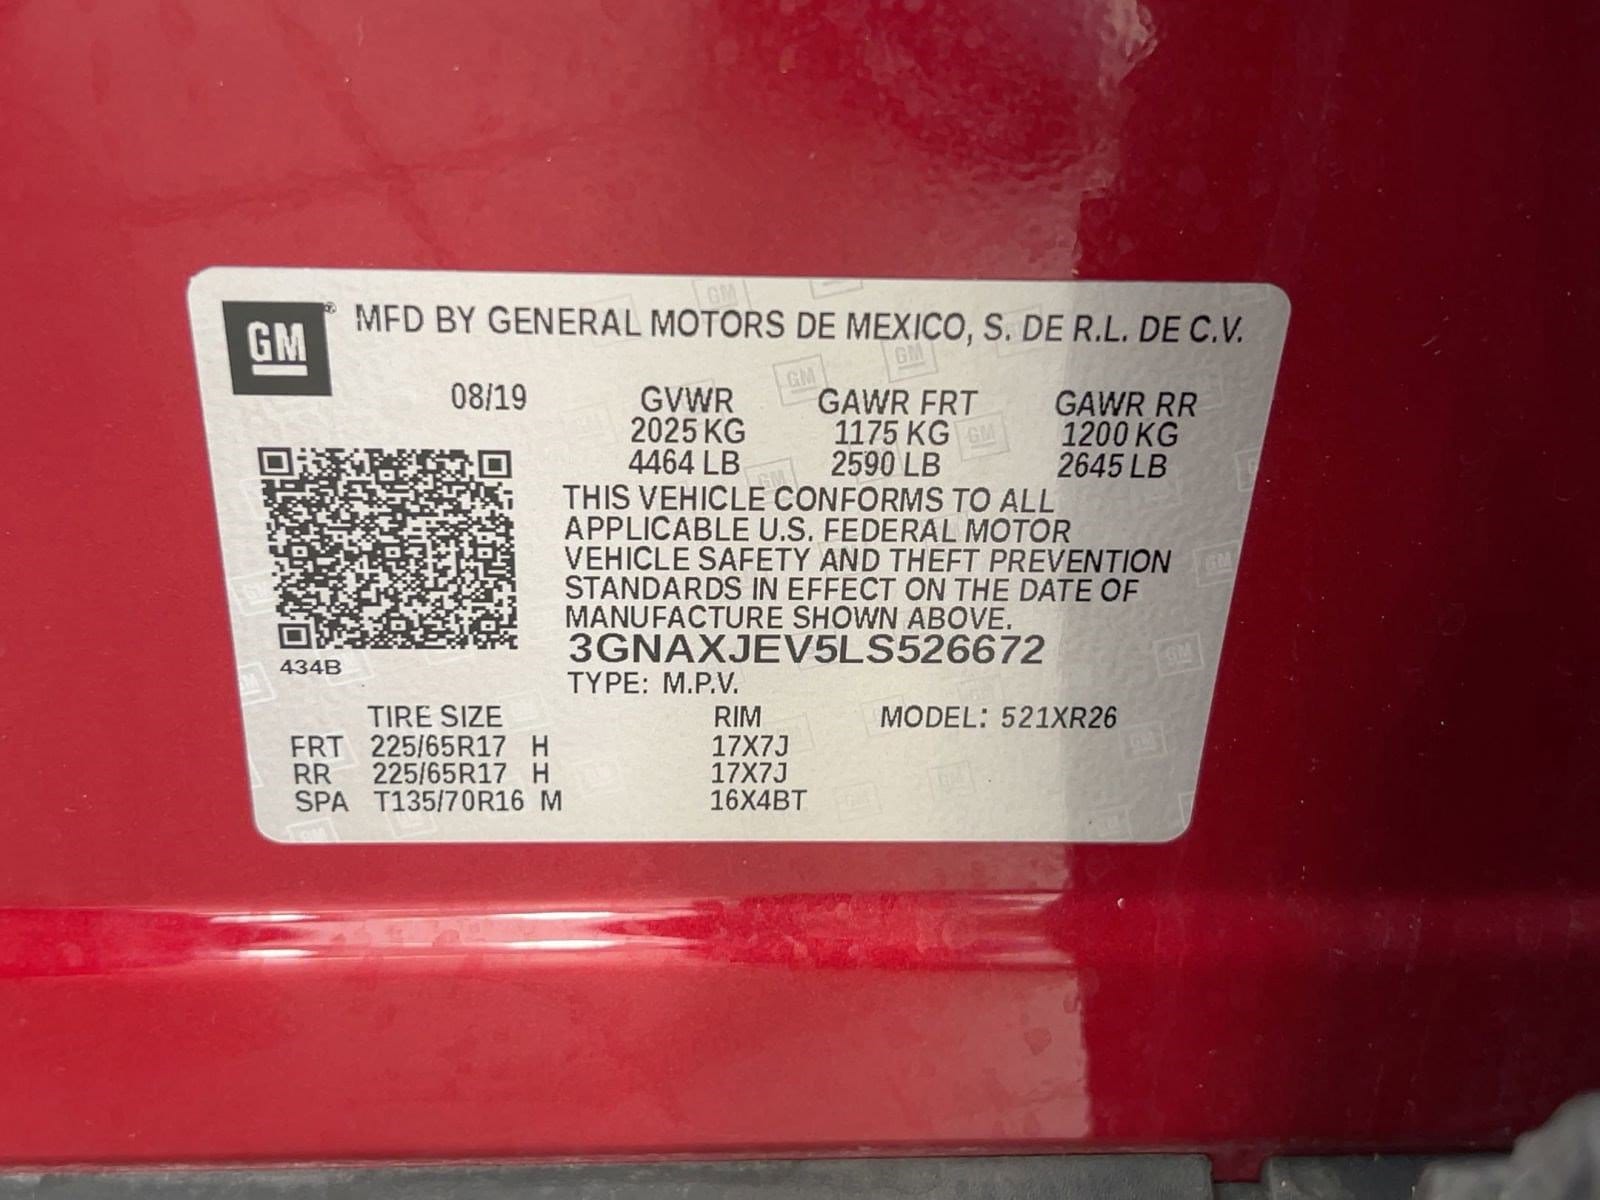 GM ® MFD BY GENERAL MOTORS DE MEXICO, S. DE R.L. DE C.V.
08/19 GVWR GAWR FRT GAWR RR
2025 KG 1175 KG 1200 KG
4464 LB 2590 LB 2645 LB
THIS VEHICLE CONFORMS TO ALL
APPLICABLE U.S. FEDERAL MOTOR
VEHICLE SAFETY AND THEFT PREVENTION
STANDARDS IN EFFECT ON THE DATE OF
MANUFACTURE SHOWN ABOVE.
3GNAXJEV5LS526672
434B
TYPE: M.P.V.
TIRE SIZE RIM MODEL: 521XR26
FRT 225/65R17 H 17X7J
RR 225/65R17 H 17X7J
SPA T135/70R16 M 16X4BT